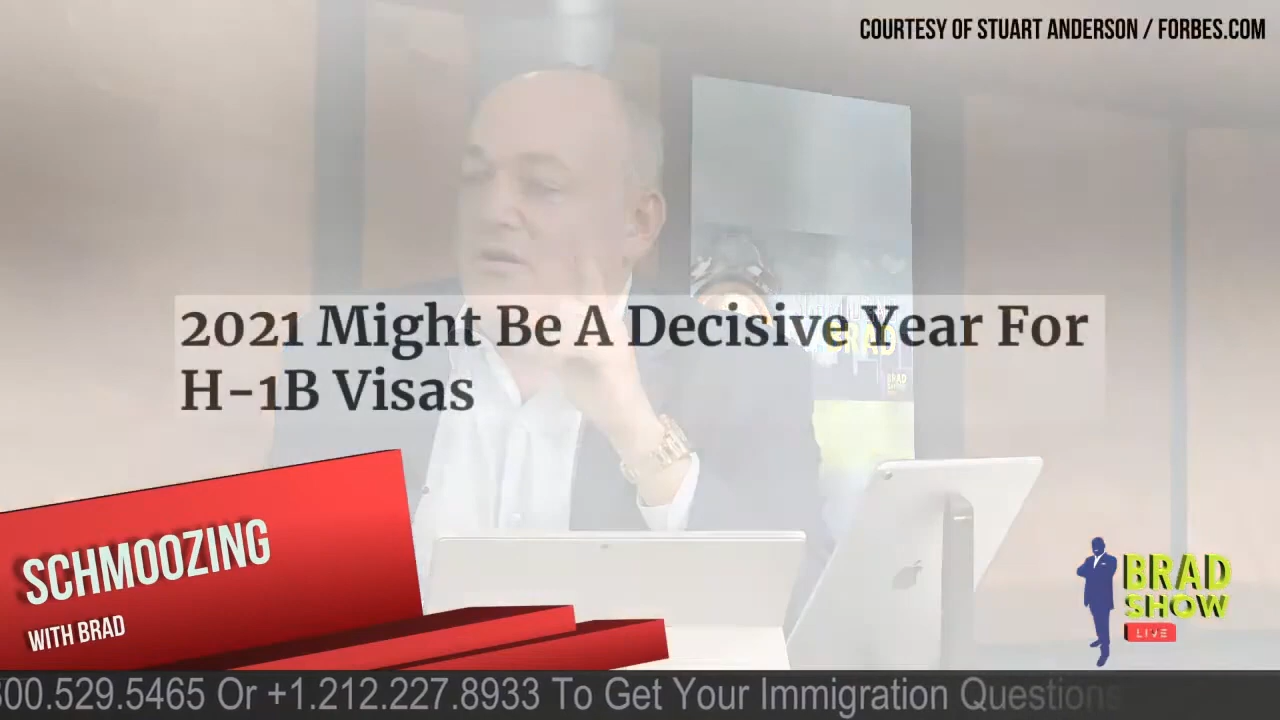 COURTESY OF STUART ANDERSON / FORBES.COM
2021 Might Be A Decisive Year For
H-1B Visas
BRAD
SCHMOOZING
WITH BRAD
BRAD
SHOW
LIVE
00.529.5465 Or +1.212.227.8933 To Get Your Immigration Questions